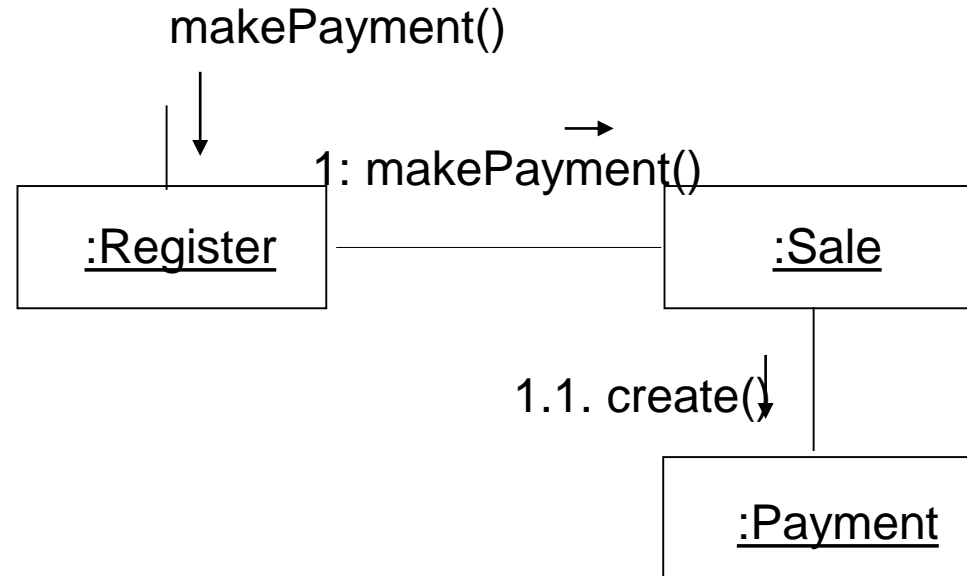 makePayment()
1: makePayment()
:Register
:Sale
1.1. create()
:Payment